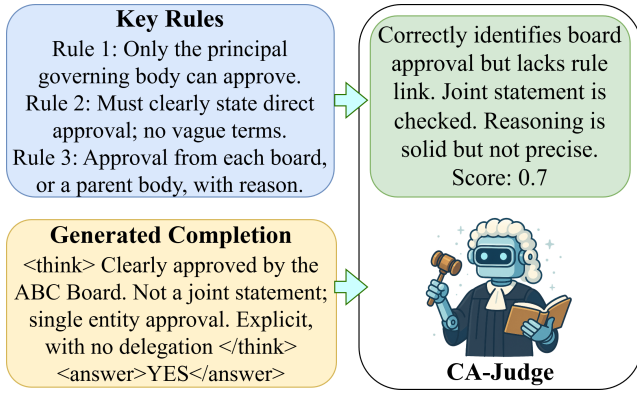 Key Rules
Rule 1: Only the principal
governing body can approve.
Rule 2: Must clearly state direct
approval; no vague terms.
Rule 3: Approval from each board,
or a parent body, with reason.
Generated Completion
<think> Clearly approved by the
ABC Board. Not a joint statement;
single entity approval. Explicit,
with no delegation </think>
<answer>YES</answer>
Correctly identifies board
approval but lacks rule
link. Joint statement is
checked. Reasoning is
solid but not precise.
Score: 0.7
CA-Judge